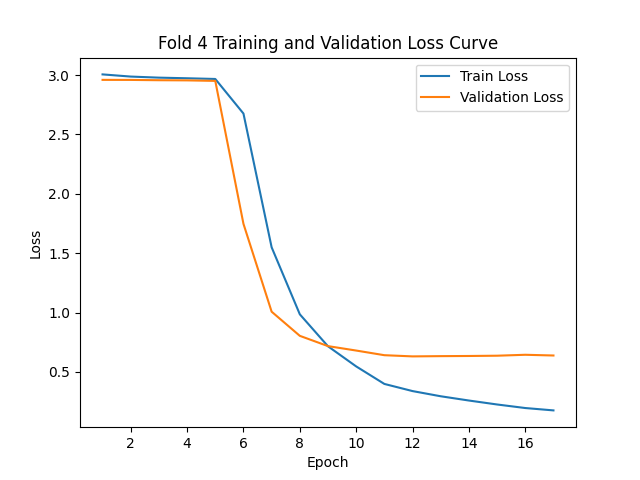 Fold 4 Training and Validation Loss Curve
Train Loss
Validation Loss
3.0
2.5
2.0
1.5
1.0
0.5
Loss
2 4 6 8 10 12 14 16
Epoch